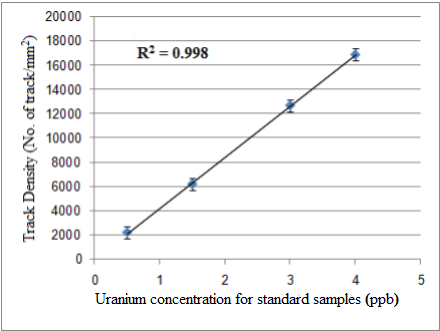 20000
18000
16000
14000
12000
10000
8000
6000
4000
2000
0
R² = 0.998
Track Density (No. of track/mm²)
0 1 2 3 4 5
Uranium concentration for standard samples (ppb)